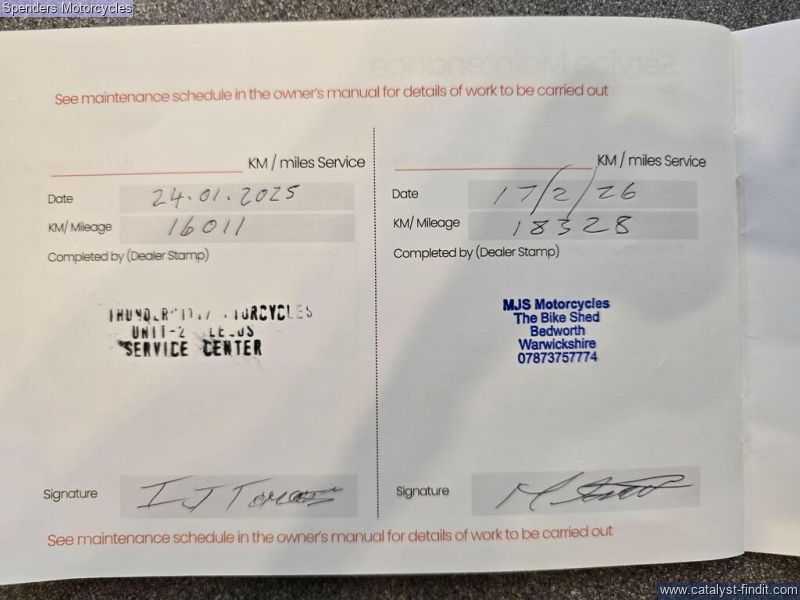 Spenders Motorcycles
See maintenance schedule in the owner's manual for details of work to be carried out
KM / miles Service
Date 24.01.2025
KM/ Mileage 16011
Completed by (Dealer Stamp)
UNIT-2 LEEDS
SERVICE CENTER
Signature I J
KM / miles Service
Date 17/2/26
KM/ Mileage 18328
Completed by (Dealer Stamp)
MJS Motorcycles
The Bike Shed
Bedworth
Warwickshire
07873757774
Signature
See maintenance schedule in the owner's manual for details of work to be carried out
www.catalyst-findit.com